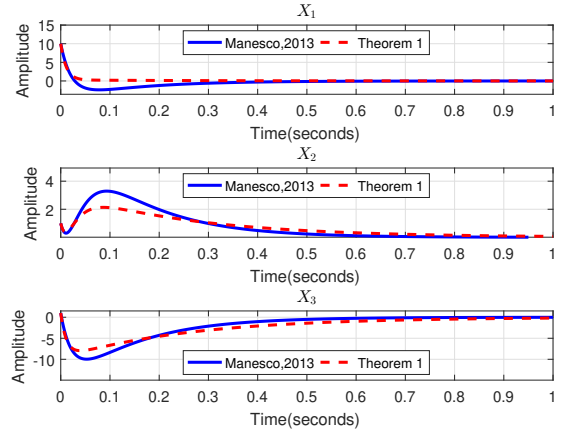 X₁
Amplitude
15
10
5
0
Manesco,2013 Theorem 1
0 0.1 0.2 0.3 0.4 0.5 0.6 0.7 0.8 0.9 1
Time(seconds)
X₂
Amplitude
4
2
Manesco,2013 Theorem 1
0 0.1 0.2 0.3 0.4 0.5 0.6 0.7 0.8 0.9 1
Time(seconds)
X₃
Amplitude
0
-5
-10
Manesco,2013 Theorem 1
0 0.1 0.2 0.3 0.4 0.5 0.6 0.7 0.8 0.9 1
Time(seconds)